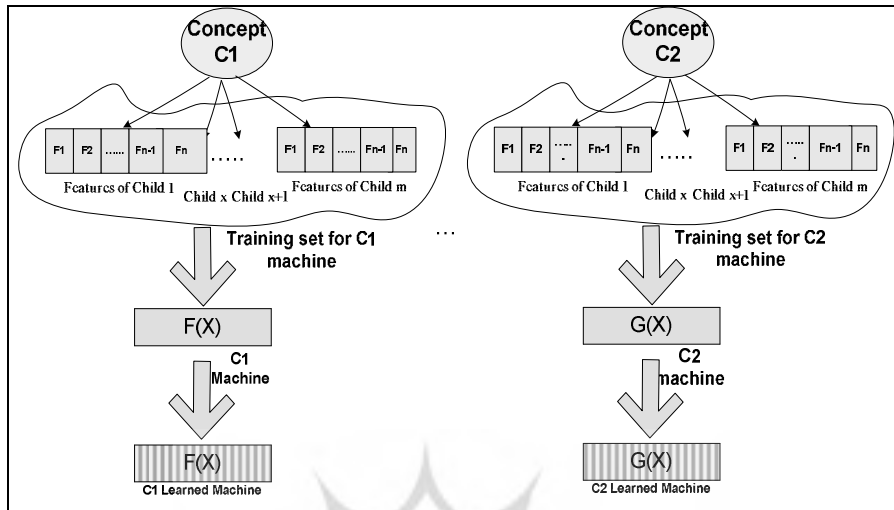 Concept
C1
F1 F2 ...... Fn-1 Fn
.....
F1 F2 ...... Fn-1 Fn
Features of Child 1
Child x Child x+1
Features of Child m
Training set for C1
machine
F(X)
C1
Machine
F(X)
C1 Learned Machine
...
Concept
C2
F1 F2 ...... Fn-1 Fn
.....
F1 F2 ...... Fn-1 Fn
Features of Child 1
Child x Child x+1
Features of Child m
Training set for C2
machine
G(X)
C2
machine
G(X)
C2 Learned Machine